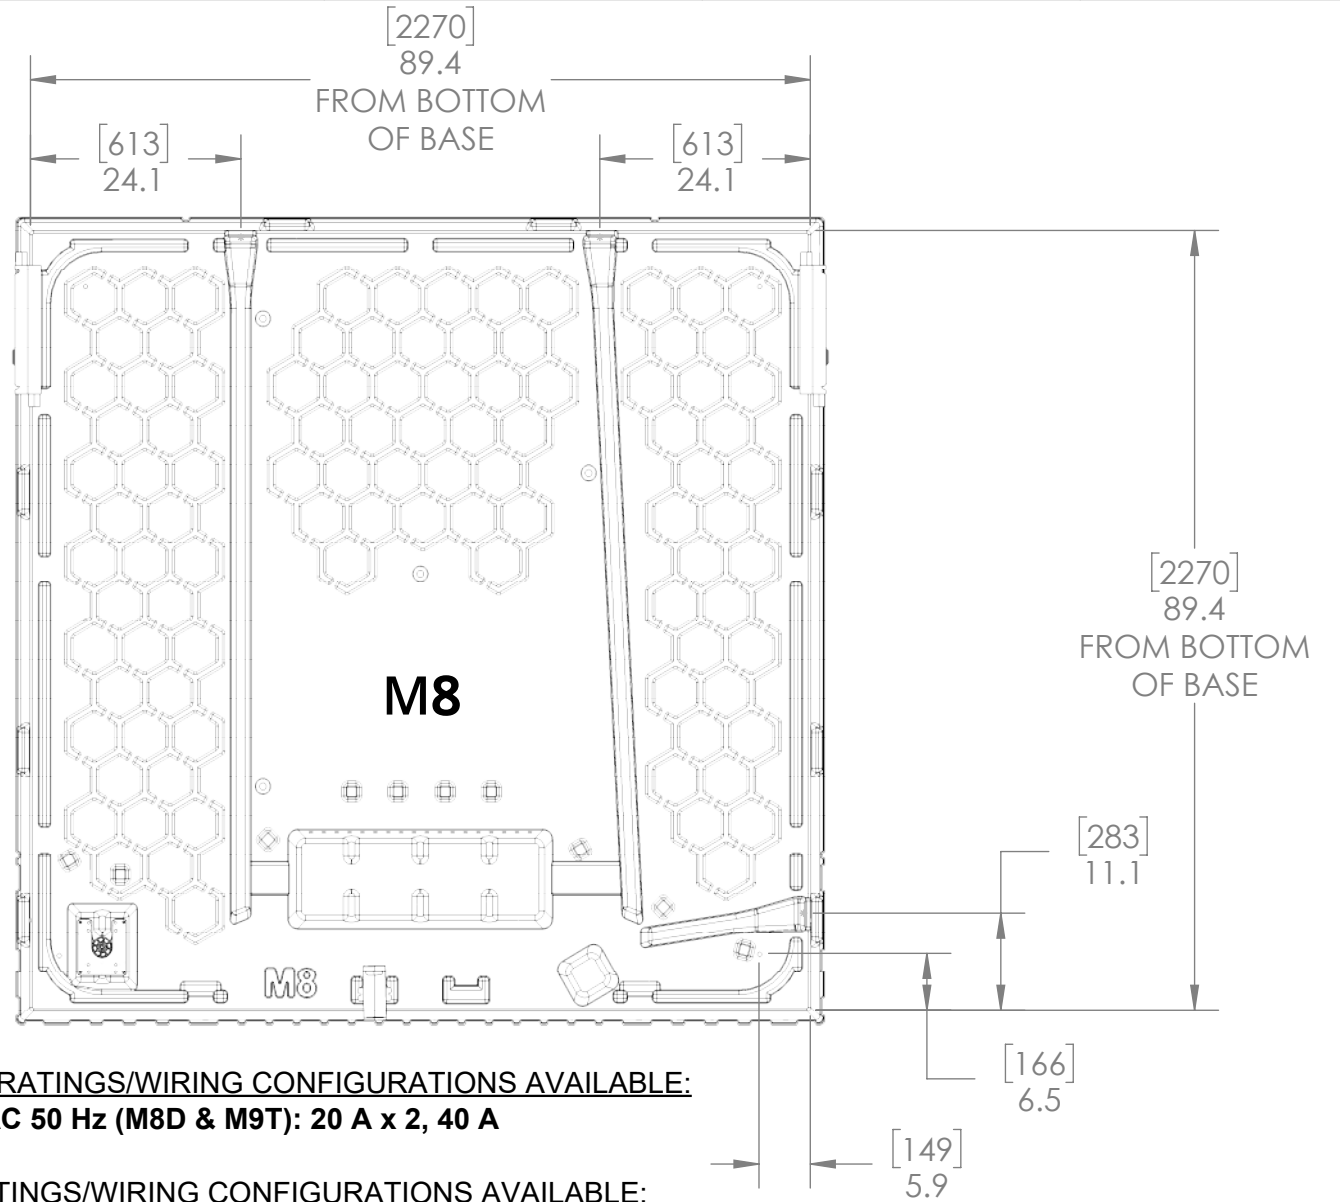 [2270]
89.4
FROM BOTTOM
OF BASE
[613]
24.1
[613]
24.1
[2270]
89.4
FROM BOTTOM
OF BASE
M8
[283]
11.1
M8
[166]
6.5
RATINGS/WIRING CONFIGURATIONS AVAILABLE:
AC 50 Hz (M8D & M9T): 20 A x 2, 40 A
[149]
5.9
TINGS/WIRING CONFIGURATIONS AVAILABLE: